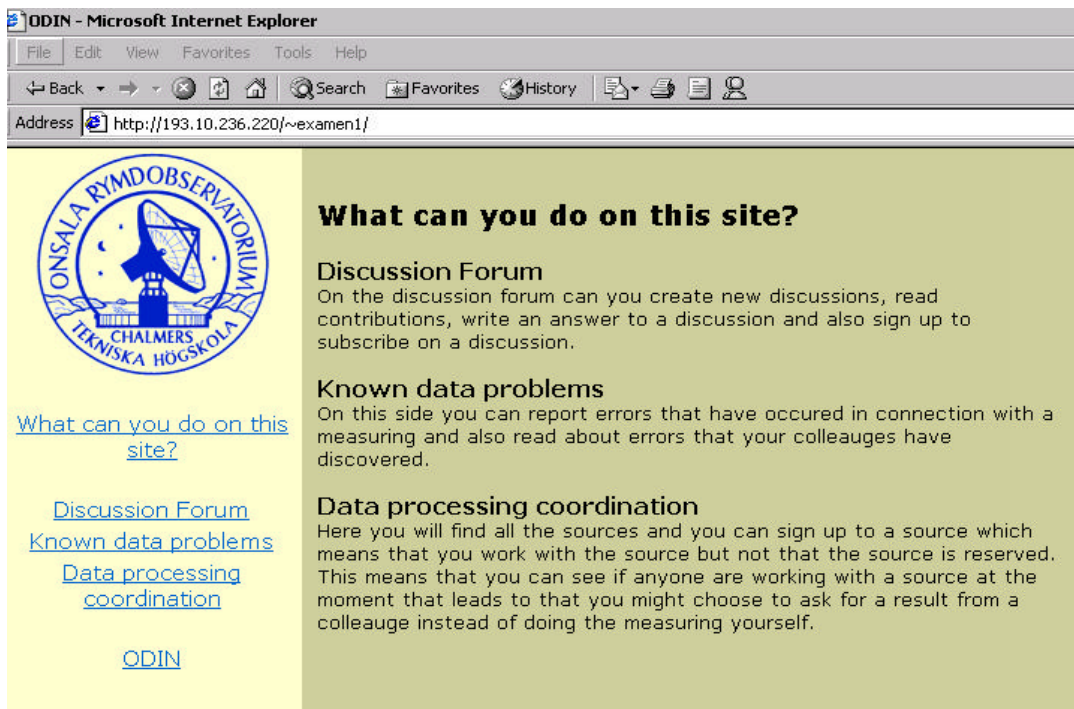 ODIN - Microsoft Internet Explorer
File Edit View Favorites Tools Help
Back Search Favorites History
Address http://193.10.236.220/~examen1/
ONSALA RYMDOBSERVATORIUM
CHALMERS
TEKNISKA HÖGSKOLA
What can you do on this
site?
Discussion Forum
Known data problems
Data processing
coordination
ODIN
What can you do on this site?
Discussion Forum
On the discussion forum can you create new discussions, read
contributions, write an answer to a discussion and also sign up to
subscribe on a discussion.
Known data problems
On this side you can report errors that have occured in connection with a
measuring and also read about errors that your colleauges have
discovered.
Data processing coordination
Here you will find all the sources and you can sign up to a source which
means that you work with the source but not that the source is reserved.
This means that you can see if anyone are working with a source at the
moment that leads to that you might choose to ask for a result from a
colleauge instead of doing the measuring yourself.